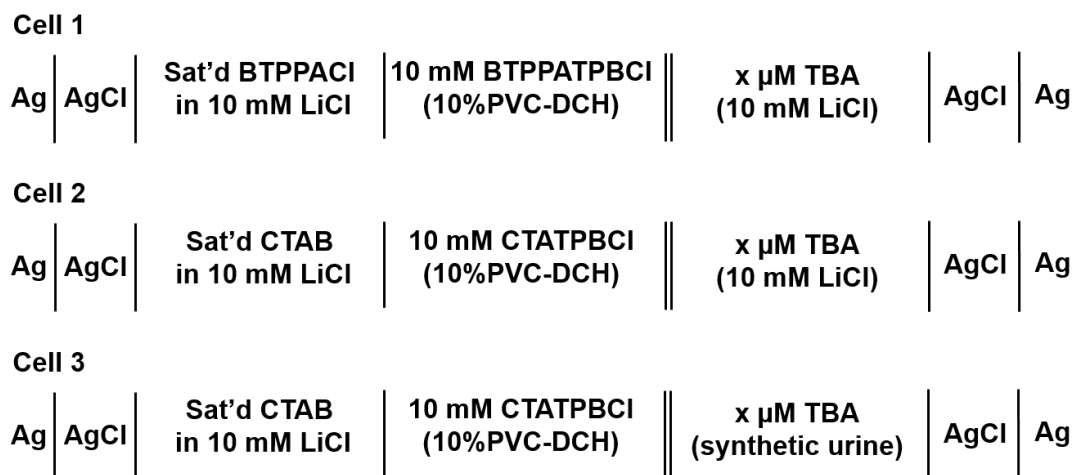 Cell 1
Ag AgCl Sat'd BTPPACl 10 mM BTPPATPBCl x µM TBA AgCl Ag
in 10 mM LiCl (10%PVC-DCH) (10 mM LiCl)
Cell 2
Ag AgCl Sat'd CTAB 10 mM CTATPBCl x µM TBA AgCl Ag
in 10 mM LiCl (10%PVC-DCH) (10 mM LiCl)
Cell 3
Ag AgCl Sat'd CTAB 10 mM CTATPBCl x µM TBA AgCl Ag
in 10 mM LiCl (10%PVC-DCH) (synthetic urine)